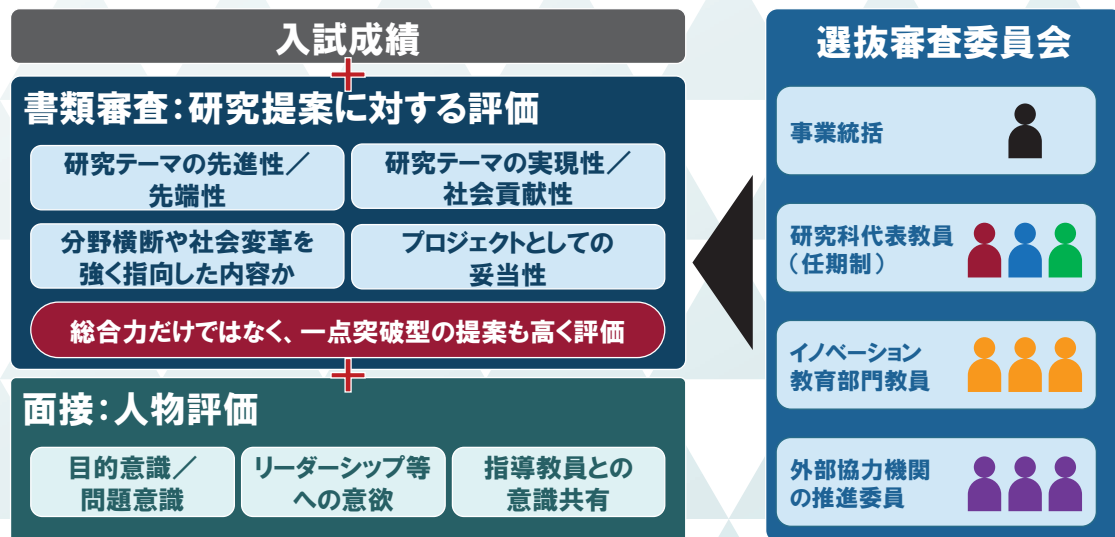 入試成績
+
書類審査：研究提案に対する評価
研究テーマの先進性／
先端性
研究テーマの実現性／
社会貢献性
分野横断や社会変革を
強く指向した内容か
プロジェクトとしての
妥当性
総合力だけではなく、一点突破型の提案も高く評価
+
面接：人物評価
目的意識／
問題意識
リーダーシップ等
への意欲
指導教員との
意識共有
選抜審査委員会
事業統括
研究科代表教員
（任期制）
イノベーション
教育部門教員
外部協力機関
の推進委員